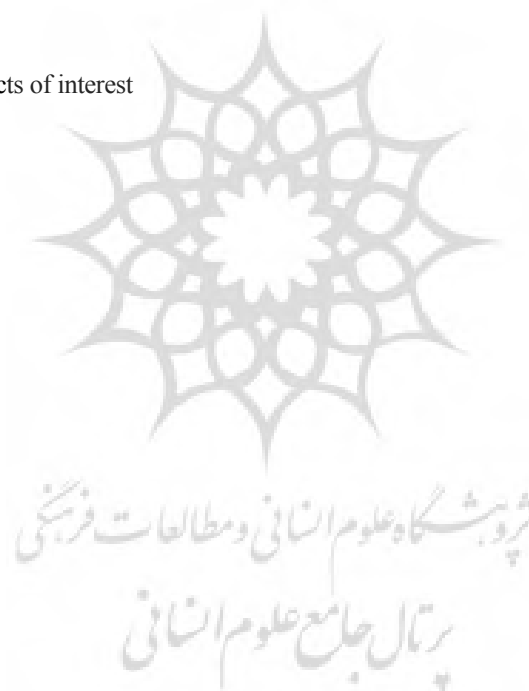 cts of interest
پژوهشگاه علوم انسانی و مطالعات فرهنگی
پرتال جامع علوم انسانی